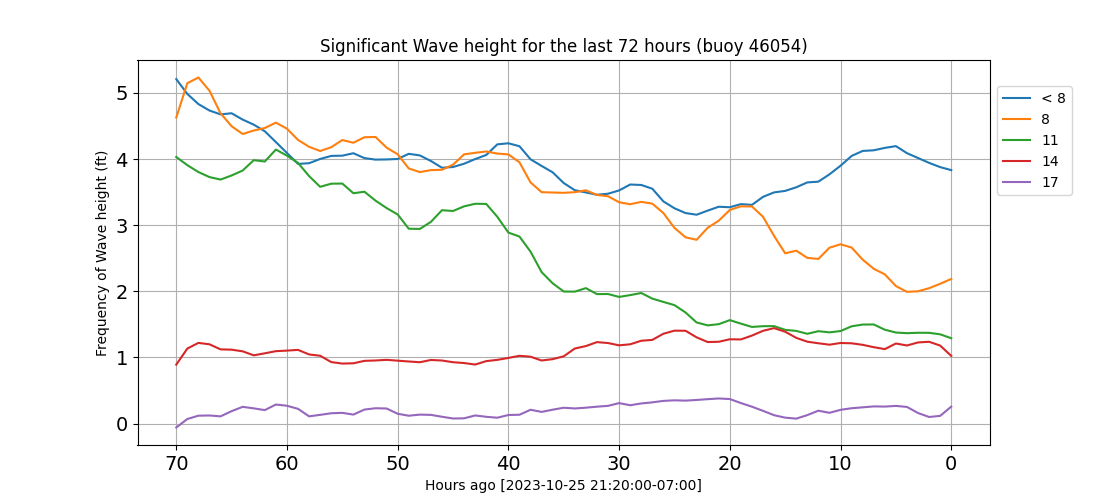 Significant Wave height for the last 72 hours (buoy 46054)
Frequency of Wave height (ft)
5
4
3
2
1
0
70 60 50 40 30 20 10 0
Hours ago [2023-10-25 21:20:00-07:00]
< 8
8
11
14
17